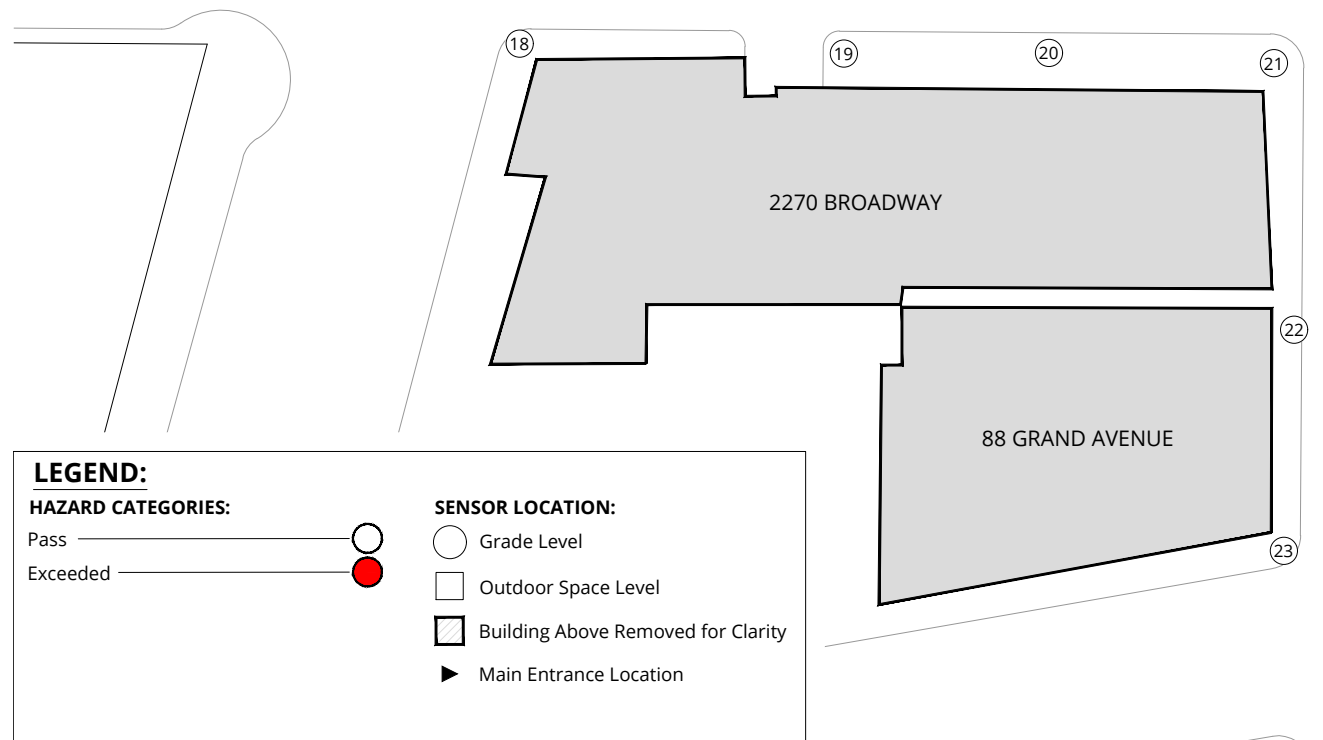 18
19
20
21
2270 BROADWAY
22
88 GRAND AVENUE
23
LEGEND:
HAZARD CATEGORIES:
Pass
Exceeded
SENSOR LOCATION:
Grade Level
Outdoor Space Level
Building Above Removed for Clarity
Main Entrance Location